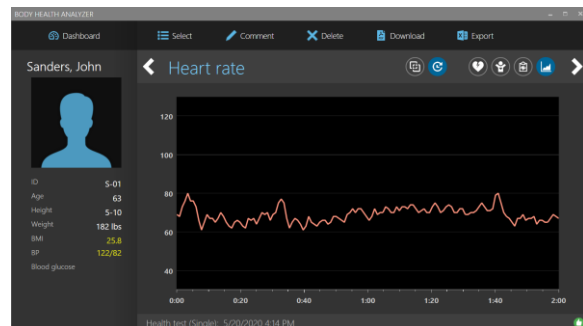 BODY HEALTH ANALYZER
Dashboard
Select
Comment
Delete
Download
Export
Sanders, John
Heart rate
ID S-01
Age 63
Height 5-10
Weight 182 lbs
BMI 25.8
BP 122/82
Blood glucose
120
100
80
60
40
0:00 0:20 0:40 1:00 1:20 1:40 2:00
Health test (Single): 5/20/2020 4:14 PM